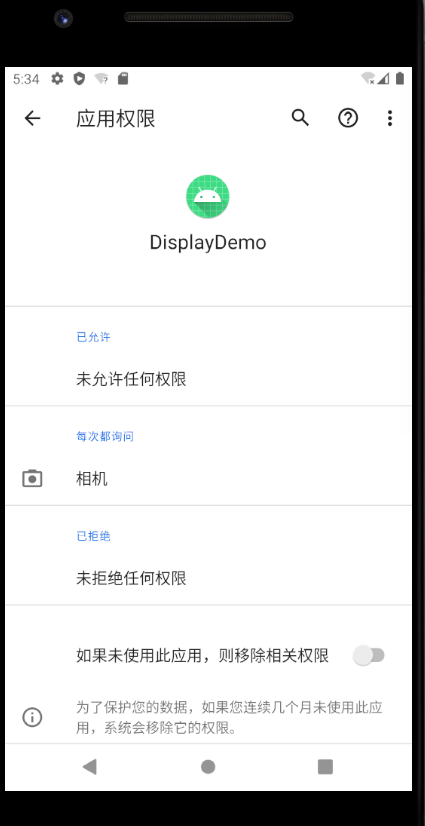 5:34
应用权限
DisplayDemo
已允许
未允许任何权限
每次都询问
相机
已拒绝
未拒绝任何权限
如果未使用此应用，则移除相关权限
为了保护您的数据，如果您连续几个月未使用此应
用，系统会移除它的权限。